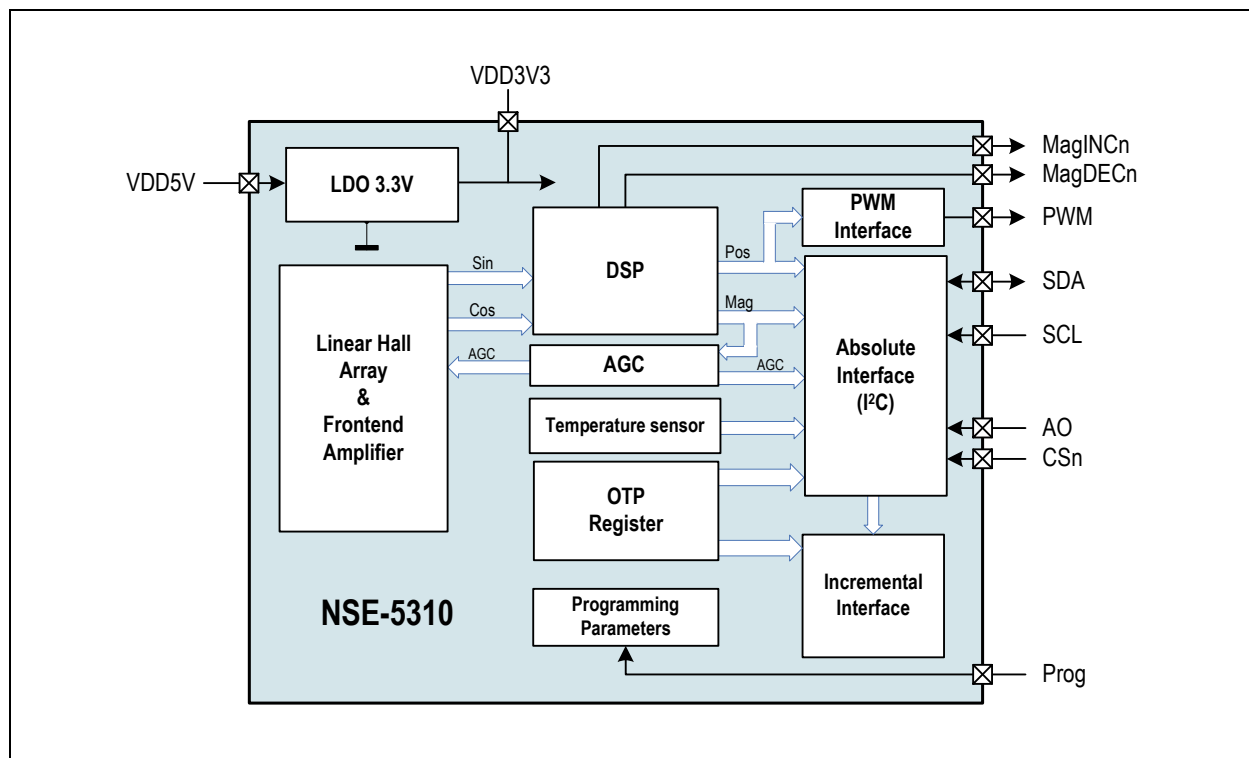 VDD3V3
VDD5V
LDO 3.3V
MagINCn
MagDECn
PWM
Interface
PWM
Sin
DSP
Pos
Cos
Mag
Linear Hall
Array
&
Frontend
Amplifier
AGC
AGC
AGC
Absolute
Interface
(I²C)
SDA
SCL
AO
CSn
Temperature sensor
OTP
Register
Incremental
Interface
NSE-5310
Programming
Parameters
Prog